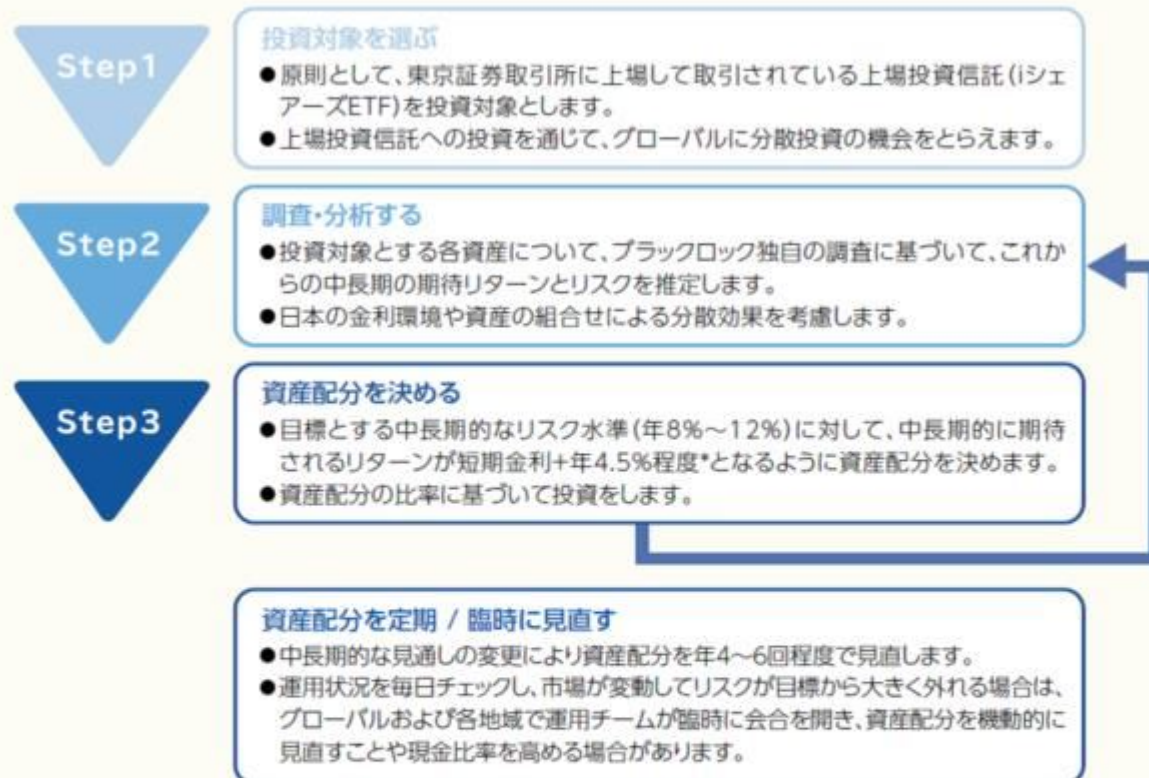 Step1
投資対象を選ぶ
●原則として、東京証券取引所に上場して取引されている上場投資信託(iシェ
アーズETF)を投資対象とします。
●上場投資信託への投資を通じて、グローバルに分散投資の機会をとらえます。
Step2
調査・分析する
●投資対象とする各資産について、ブラックロック独自の調査に基づいて、これか
らの中長期の期待リターンとリスクを推定します。
●日本の金利環境や資産の組合せによる分散効果を考慮します。
Step3
資産配分を決める
●目標とする中長期的なリスク水準(年8%~12%)に対して、中長期的に期待
されるリターンが短期金利+年4.5%程度*となるように資産配分を決めます。
●資産配分の比率に基づいて投資をします。
資産配分を定期 / 臨時に見直す
●中長期的な見通しの変更により資産配分を年4~6回程度で見直します。
●運用状況を毎日チェックし、市場が変動してリスクが目標から大きく外れる場合は、
グローバルおよび各地域で運用チームが臨時に会合を開き、資産配分を機動的に
見直すことや現金比率を高める場合があります。